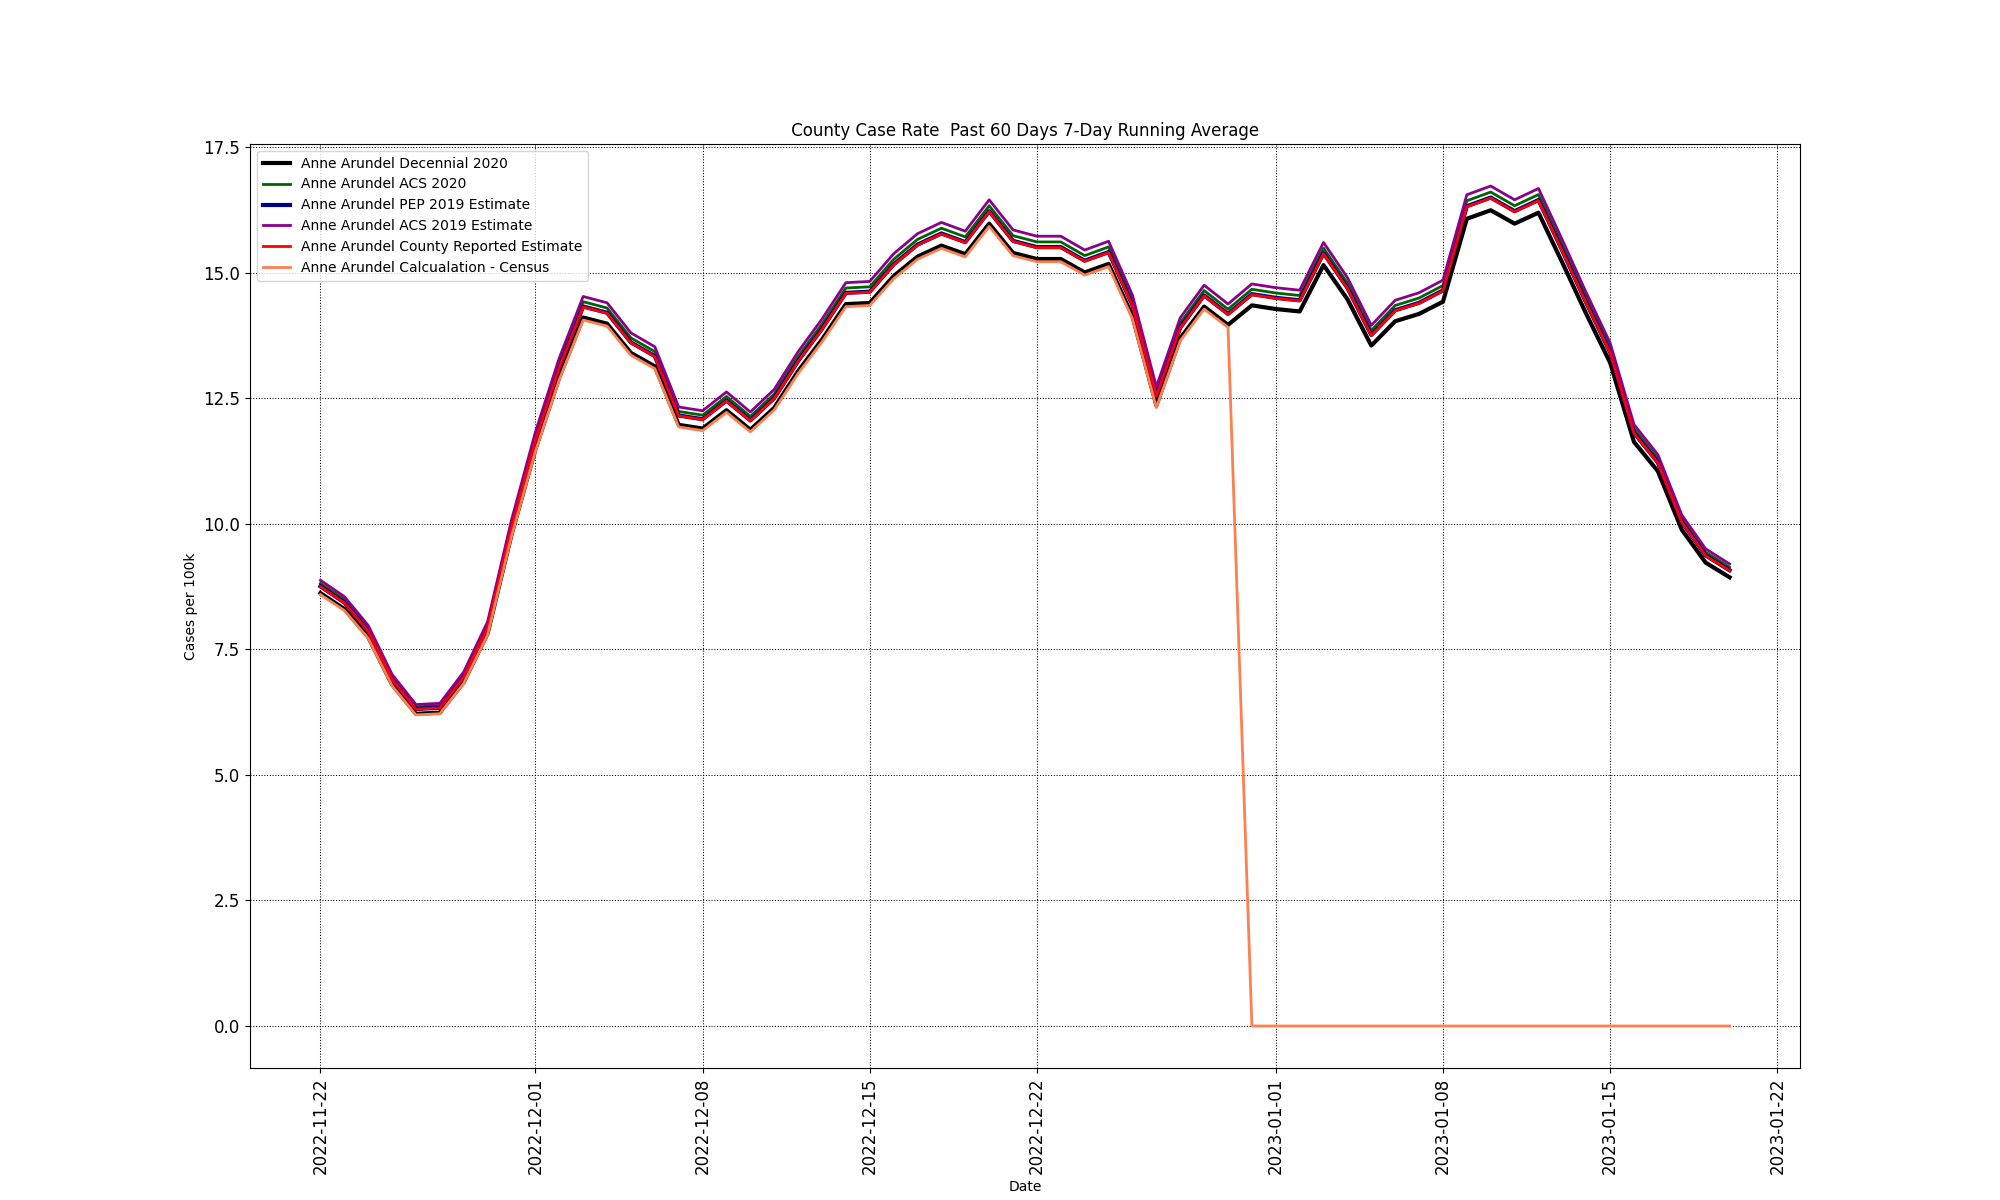 County Case Rate  Past 60 Days 7-Day Running Average
17.5
15.0
12.5
10.0
7.5
5.0
2.5
0.0
Cases per 100k
Anne Arundel Decennial 2020
Anne Arundel ACS 2020
Anne Arundel PEP 2019 Estimate
Anne Arundel ACS 2019 Estimate
Anne Arundel County Reported Estimate
Anne Arundel Calcualation - Census
2022-11-22
2022-12-01
2022-12-08
2022-12-15
2022-12-22
2023-01-01
2023-01-08
2023-01-15
2023-01-22
Date